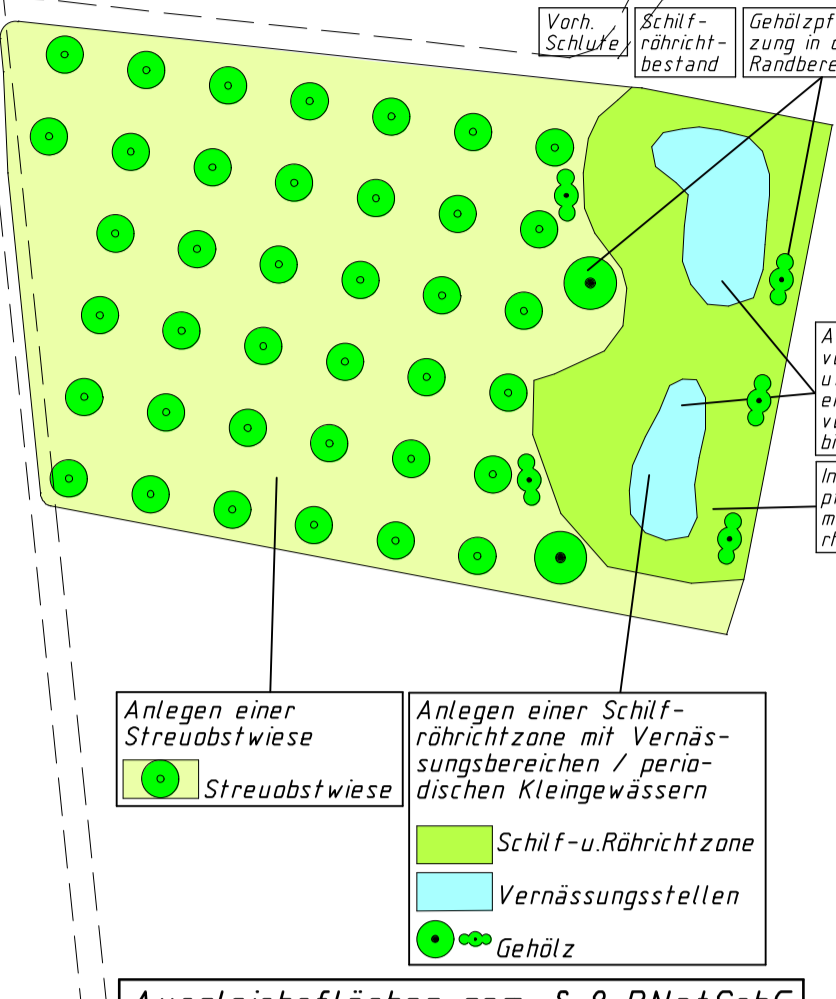 Vorh.
Schlute
Schilf-
röhricht-
bestand
Gehölzpf
zung in
Randbere
Anlegen einer
Streuobstwiese
Streuobstwiese
Anlegen einer Schilf-
röhrichtzone mit Vernäs-
sungsbereichen / perio-
dischen Kleingewässern
Schilf-u.Röhrichtzone
Vernässungsstellen
Gehölz